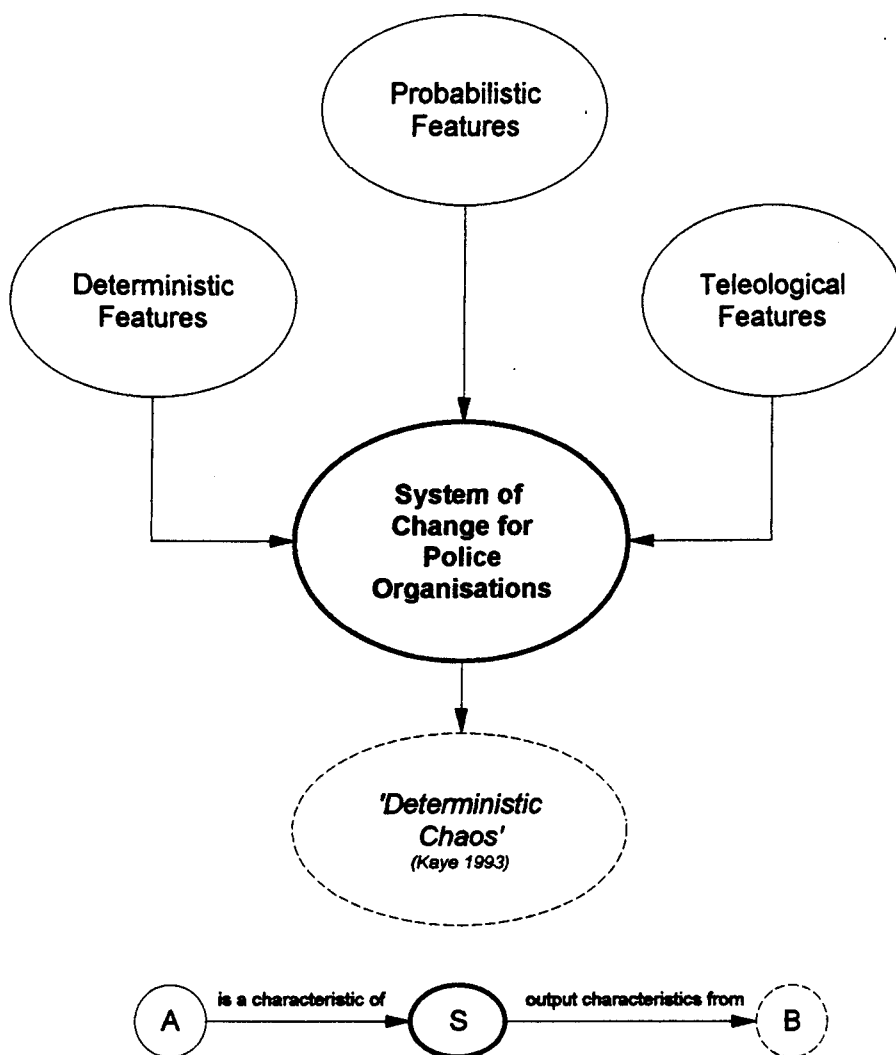 Probabilistic
Features
Deterministic
Features
Teleological
Features
System of
Change for
Police
Organisations
'Deterministic
Chaos'
(Kaye 1993)
A is a characteristic of S output characteristics from B